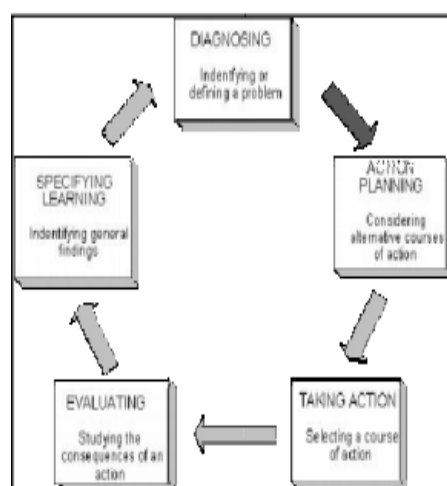 DIAGNOSING
Indentifying or
defining a problem
ACTION
PLANNING
Considering
alternative courses
of action
TAKING ACTION
Selecting a course
of action
EVALUATING
Studying the
consequences of an
action
SPECIFYING
LEARNING
Indentifying general
findings